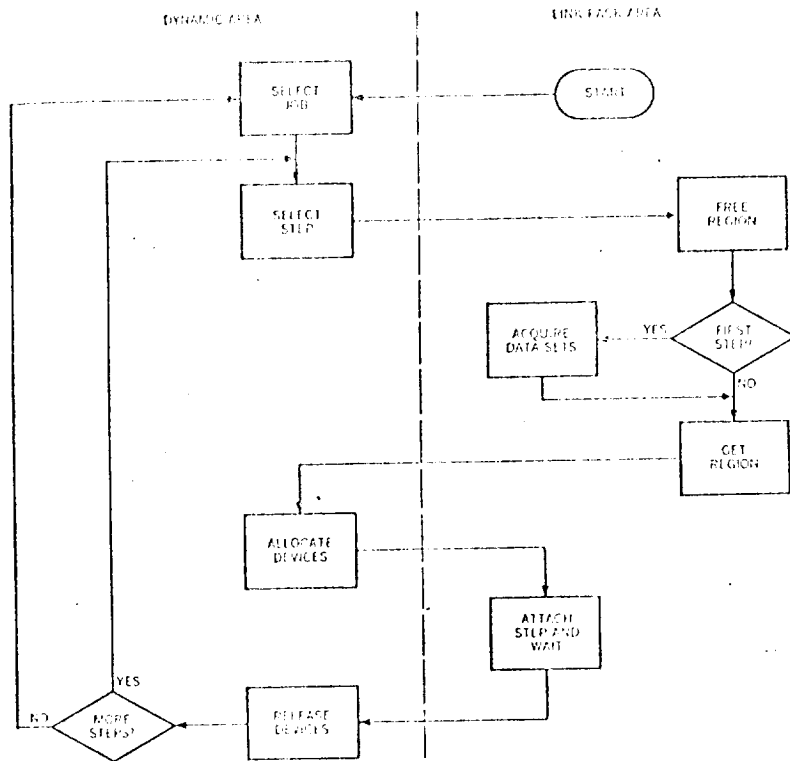 DYNAMIC AREA
LINK PACK AREA
SELECT
JOB
START
SELECT
STEP
FREE
REGION
ACQUIRE
DATA SETS
YES
FIRST
STEP?
NO
GET
REGION
ALLOCATE
DEVICES
ATTACH
STEP AND
WAIT
YES
NO
MORE
STEPS?
RELEASE
DEVICES